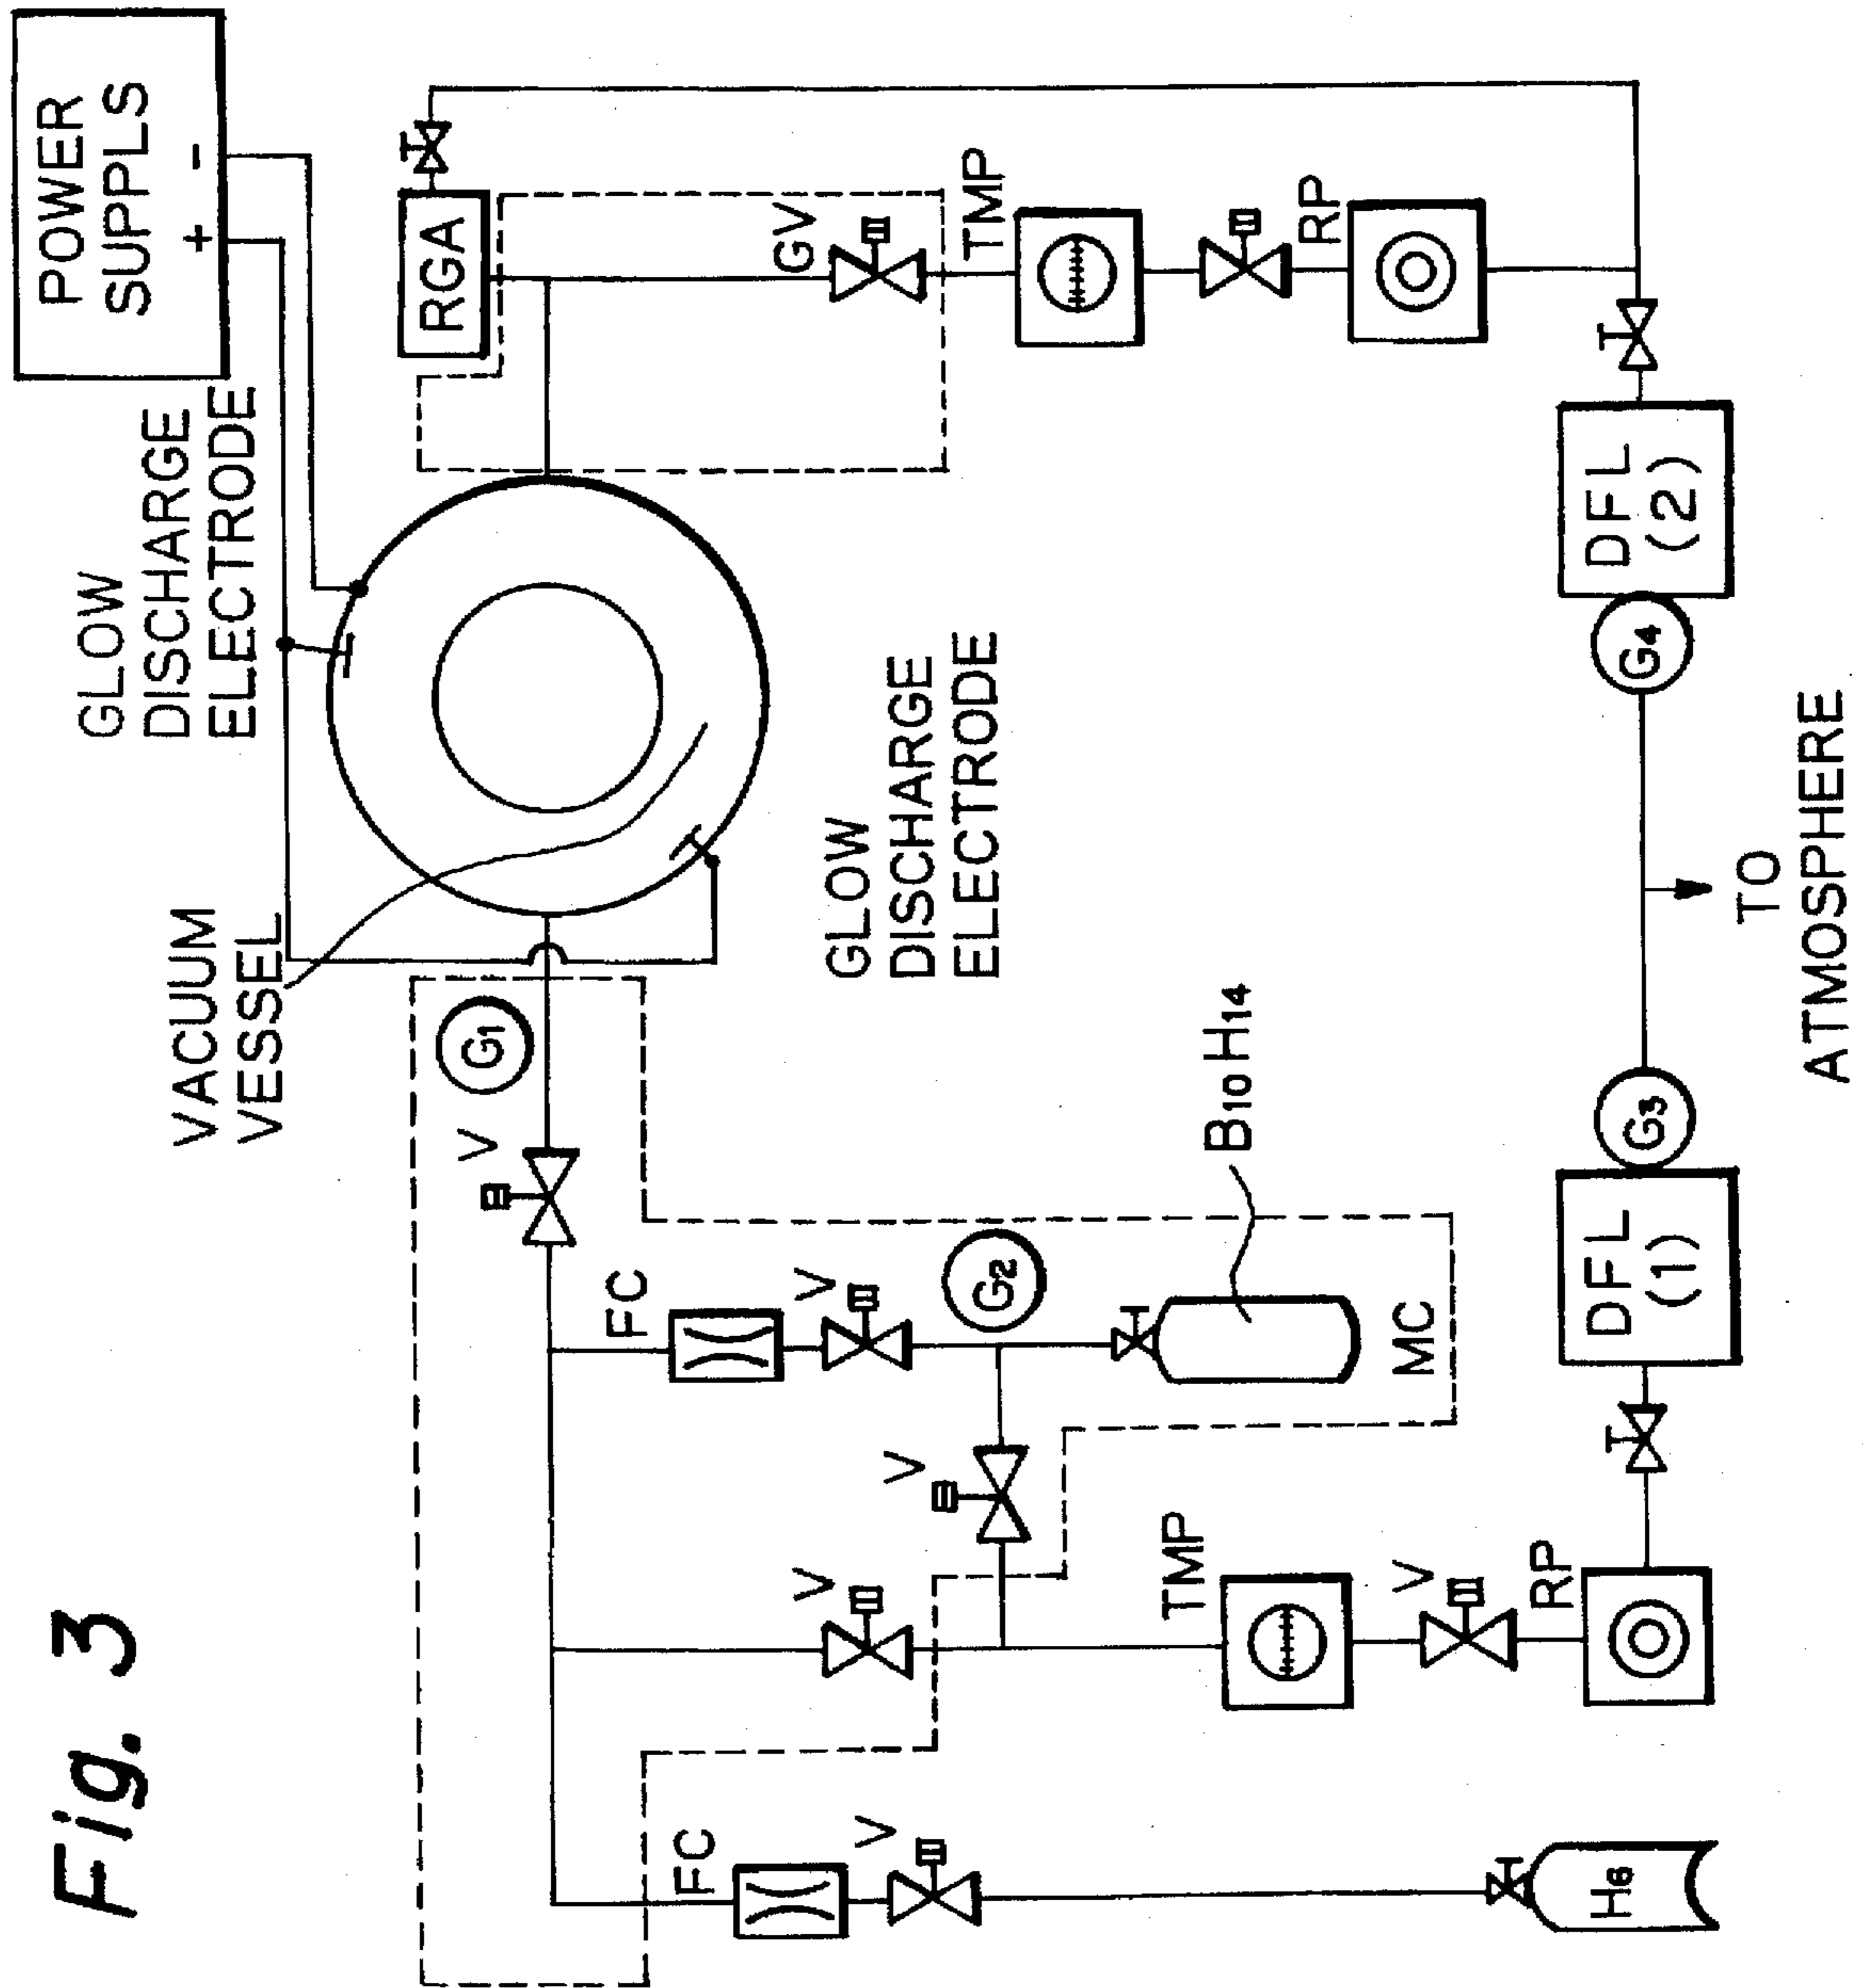 Fig. 3
POWER
SUPPLS
+ -
GLOW
DISCHARGE
ELECTRODE
VACUUM
VESSEL
RGA
G1
V
GV
FC
V
G2
V
V
FC
V
GLOW
DISCHARGE
ELECTRODE
TMP
RP
B10H14
MC
TMP
V
RP
H6
DFL
(1)
G3
G4
DFL
(2)
TO
ATMOSPHERE